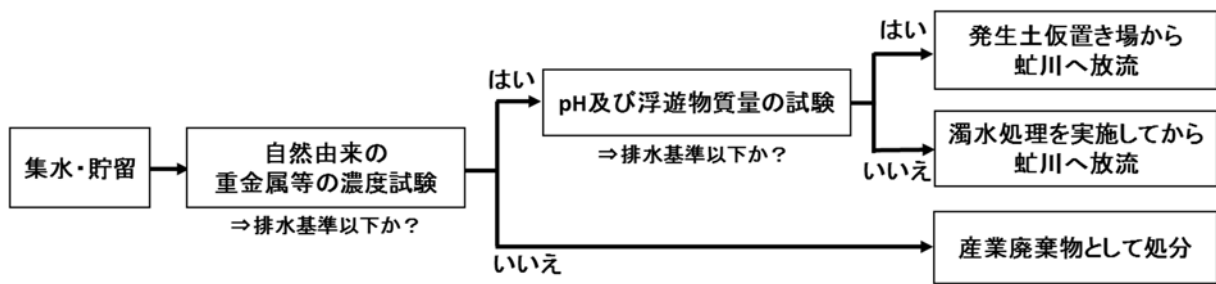 集水・貯留
自然由来の
重金属等の濃度試験
⇒排水基準以下か？
はい
pH及び浮遊物質量の試験
⇒排水基準以下か？
はい
発生土仮置き場から
虻川へ放流
いいえ
濁水処理を実施してから
虻川へ放流
いいえ
産業廃棄物として処分